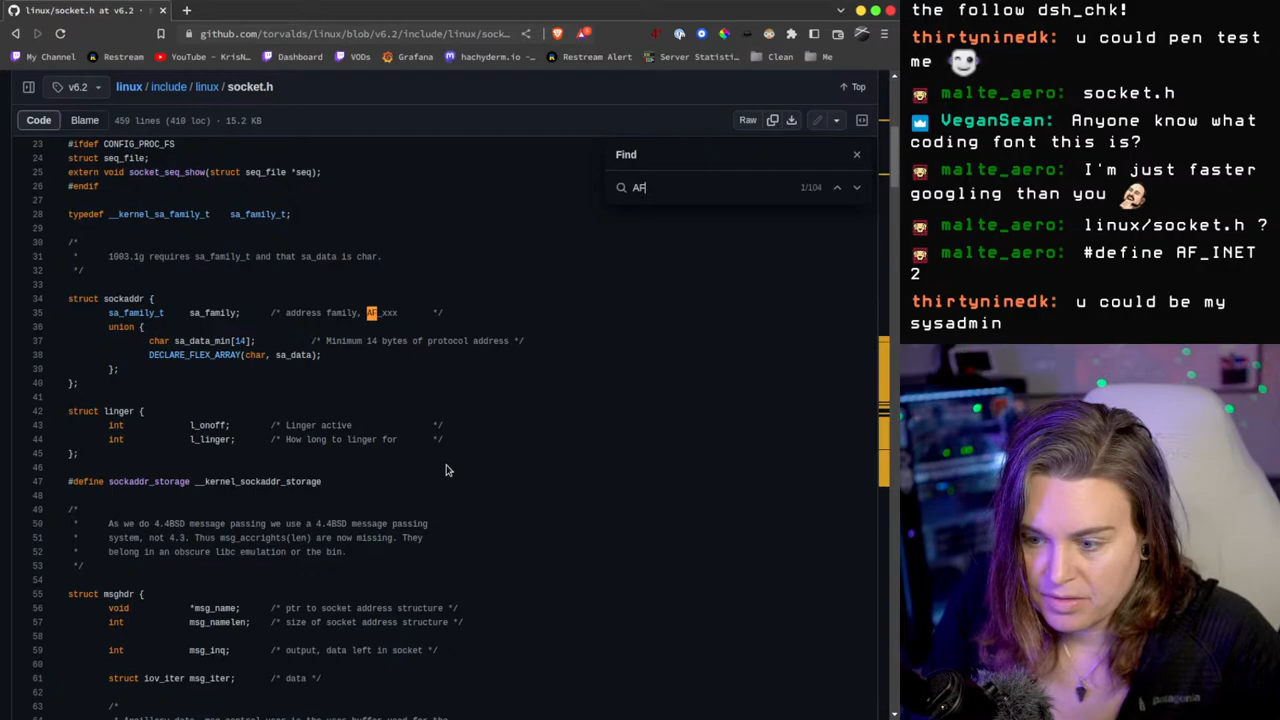 linux/socket.h at v6.2 ·
github.com/torvalds/linux/blob/v6.2/include/linux/sock...
Restream
YouTube – KrisN...
Dashboard
VODs
Grafana
hachyderm.io – ...
Restream Alert
Server Statisti...
Clean
More
v6.2
linux / include / linux / socket.h
Top
Code
Blame
459 lines (410 loc) · 15.2 KB
Raw
Find
AF
1/104
23 #ifdef CONFIG_PROC_FS
24 struct seq_file;
25 extern void socket_seq_show(struct seq_file *seq);
26 #endif
27
28 typedef __kernel_sa_family_t sa_family_t;
29
30 /*
31 * 1003.1g requires sa_family_t and that sa_data is char.
32 */
33
34 struct sockaddr {
35 sa_family_t sa_family; /* address family, AF_xxx */
36 union {
37 char sa_data_min[14]; /* Minimum 14 bytes of protocol address */
38 DECLARE_FLEX_ARRAY(char, sa_data);
39 };
40 };
41
42 struct linger {
43 int l_onoff; /* Linger active */
44 int l_linger; /* How long to linger for */
45 };
46
47 #define sockaddr_storage __kernel_sockaddr_storage
48
49 /*
50 * As we do 4.4BSD message passing we use a 4.4BSD message passing
51 * system, not 4.3. Thus msg_accrights(len) are now missing. They
52 * belong in an obscure libc emulation or the bin.
53 */
54
55 struct msghdr {
56 void *msg_name; /* ptr to socket address structure */
57 int msg_namelen; /* size of socket address structure */
58
59 int msg_inq; /* output, data left in socket */
60
61 struct iov_iter msg_iter; /* data */
62
63 /*
the follow dsh_chk!
thirtyninedk: u could pen test
me
malte_aero: socket.h
VeganSean: Anyone know what
coding font this is?
malte_aero: I'm just faster
googling than you
malte_aero: linux/socket.h ?
malte_aero: #define AF_INET
2
thirtyninedk: u could be my
sysadmin
patagonia